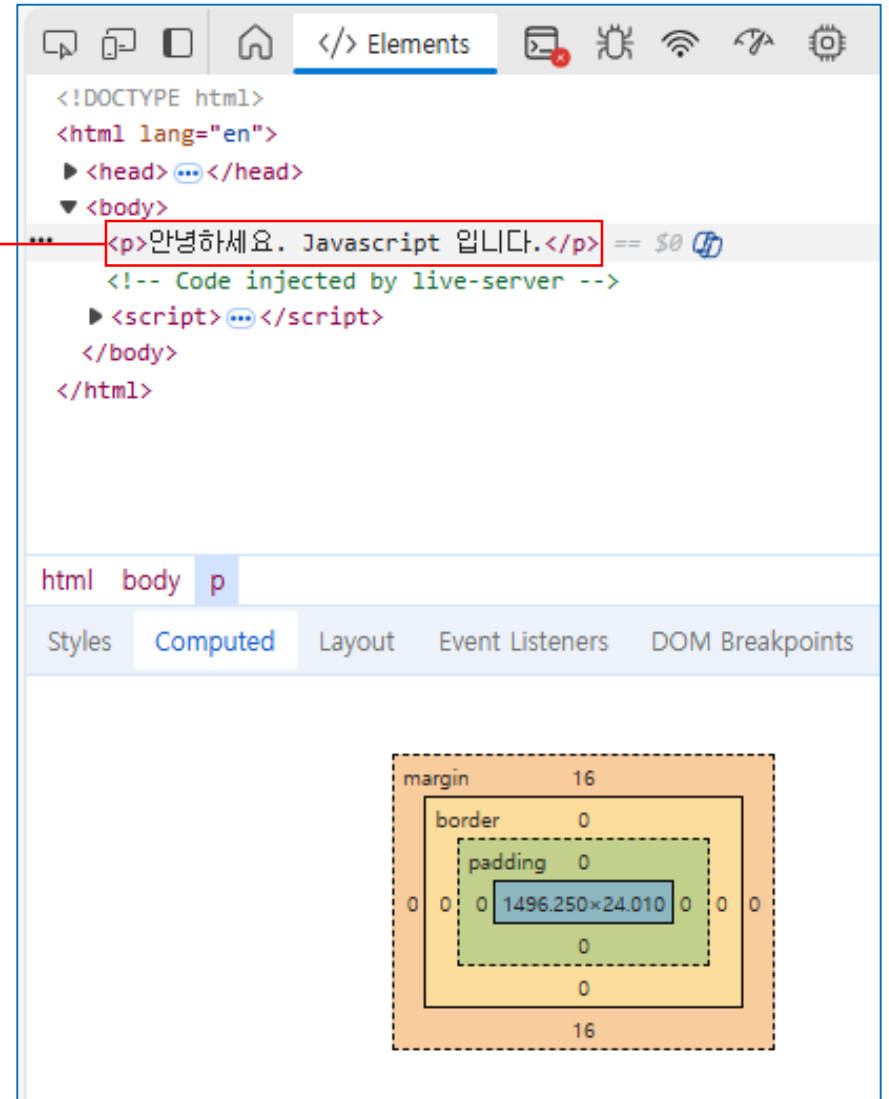 </> Elements
<!DOCTYPE html>
<html lang="en">
<head>…</head>
<body>
… <p>안녕하세요. Javascript 입니다.</p> == $0
<!-- Code injected by live-server -->
<script>…</script>
</body>
</html>
html body p
Styles Computed Layout Event Listeners DOM Breakpoints
margin 16
border 0
padding 0
0 0 0 1496.250×24.010 0 0 0
0
0
16